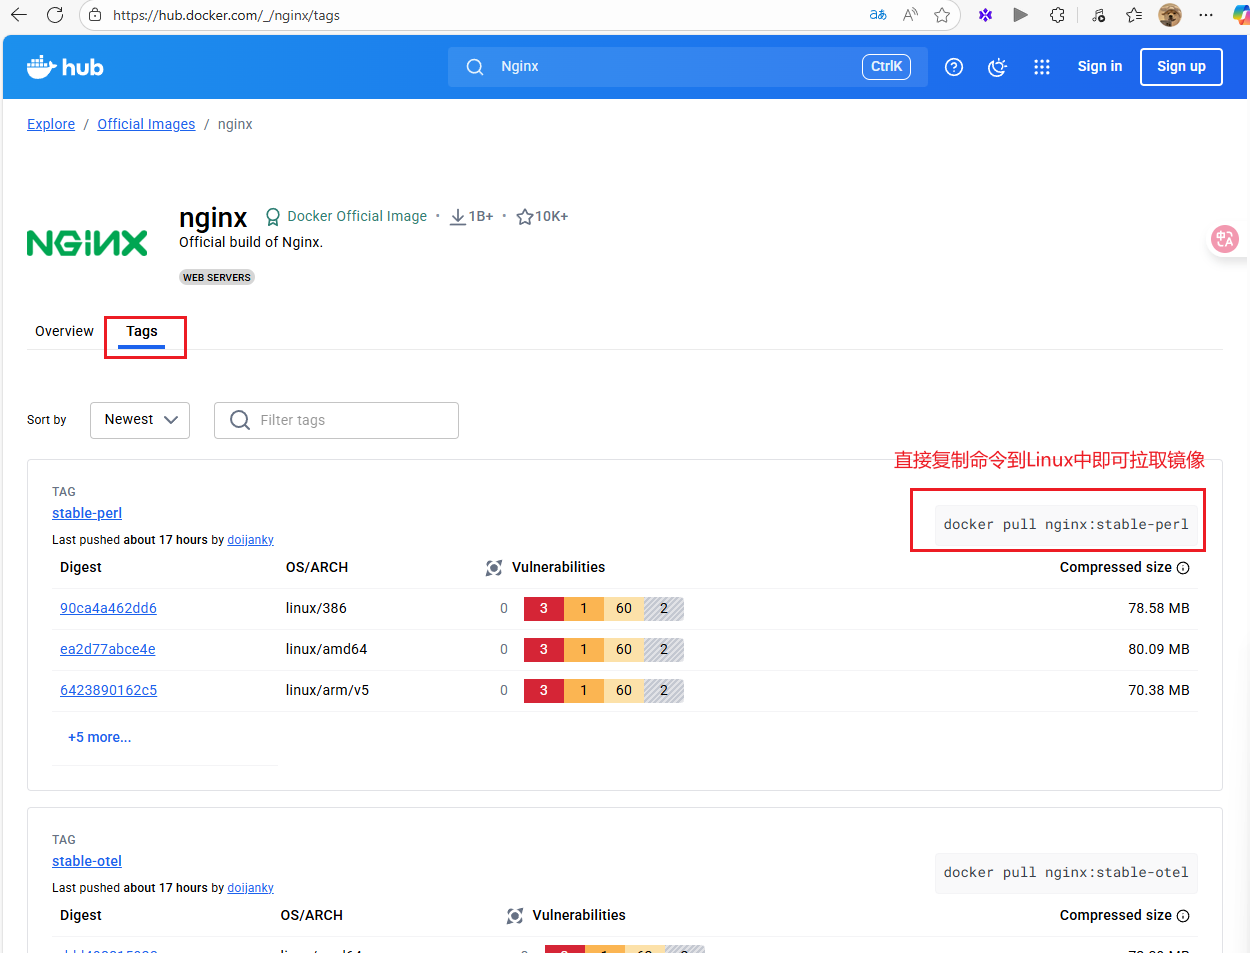 https://hub.docker.com/_/nginx/tags
hub
Nginx
CtrlK
Sign in
Sign up
Explore / Official Images / nginx
NGINX
nginx
Docker Official Image · 1B+ · 10K+
Official build of Nginx.
WEB SERVERS
Overview
Tags
Sort by
Newest
Filter tags
直接复制命令到Linux中即可拉取镜像
TAG
stable-perl
docker pull nginx:stable-perl
Last pushed about 17 hours by doijanky
Digest OS/ARCH Vulnerabilities Compressed size
90ca4a462dd6 linux/386 0 3 1 60 2 78.58 MB
ea2d77abce4e linux/amd64 0 3 1 60 2 80.09 MB
6423890162c5 linux/arm/v5 0 3 1 60 2 70.38 MB
+5 more...
TAG
stable-otel
docker pull nginx:stable-otel
Last pushed about 17 hours by doijanky
Digest OS/ARCH Vulnerabilities Compressed size